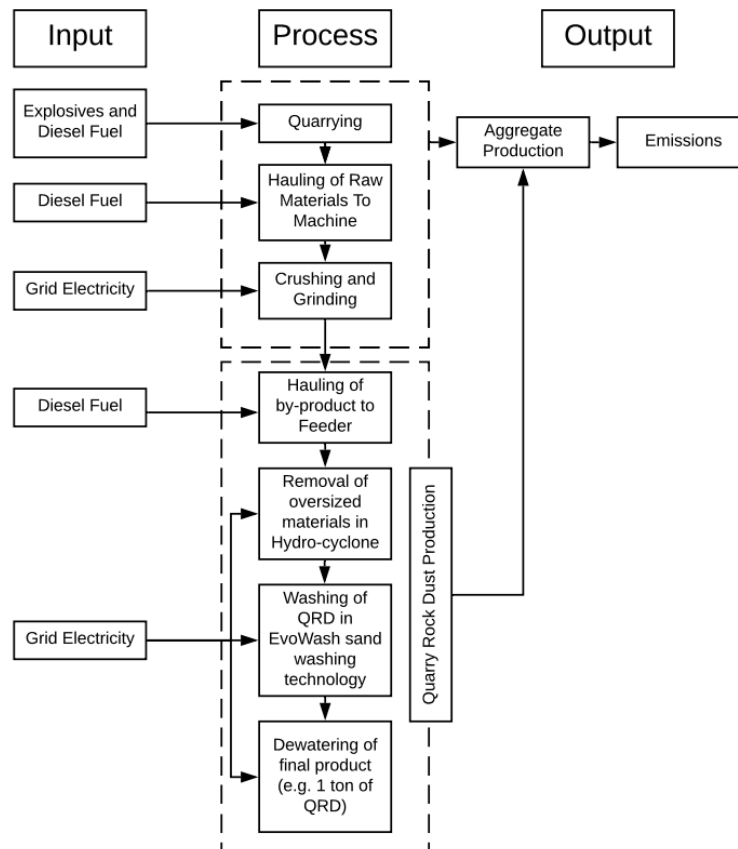 Input
Process
Output
Explosives and
Diesel Fuel
Quarrying
Aggregate
Production
Emissions
Diesel Fuel
Hauling of Raw
Materials To
Machine
Grid Electricity
Crushing and
Grinding
Diesel Fuel
Hauling of
by-product to
Feeder
Removal of
oversized
materials in
Hydro-cyclone
Quarry Rock Dust Production
Grid Electricity
Washing of
QRD in
EvoWash sand
washing
technology
Dewatering of
final product
(e.g. 1 ton of
QRD)